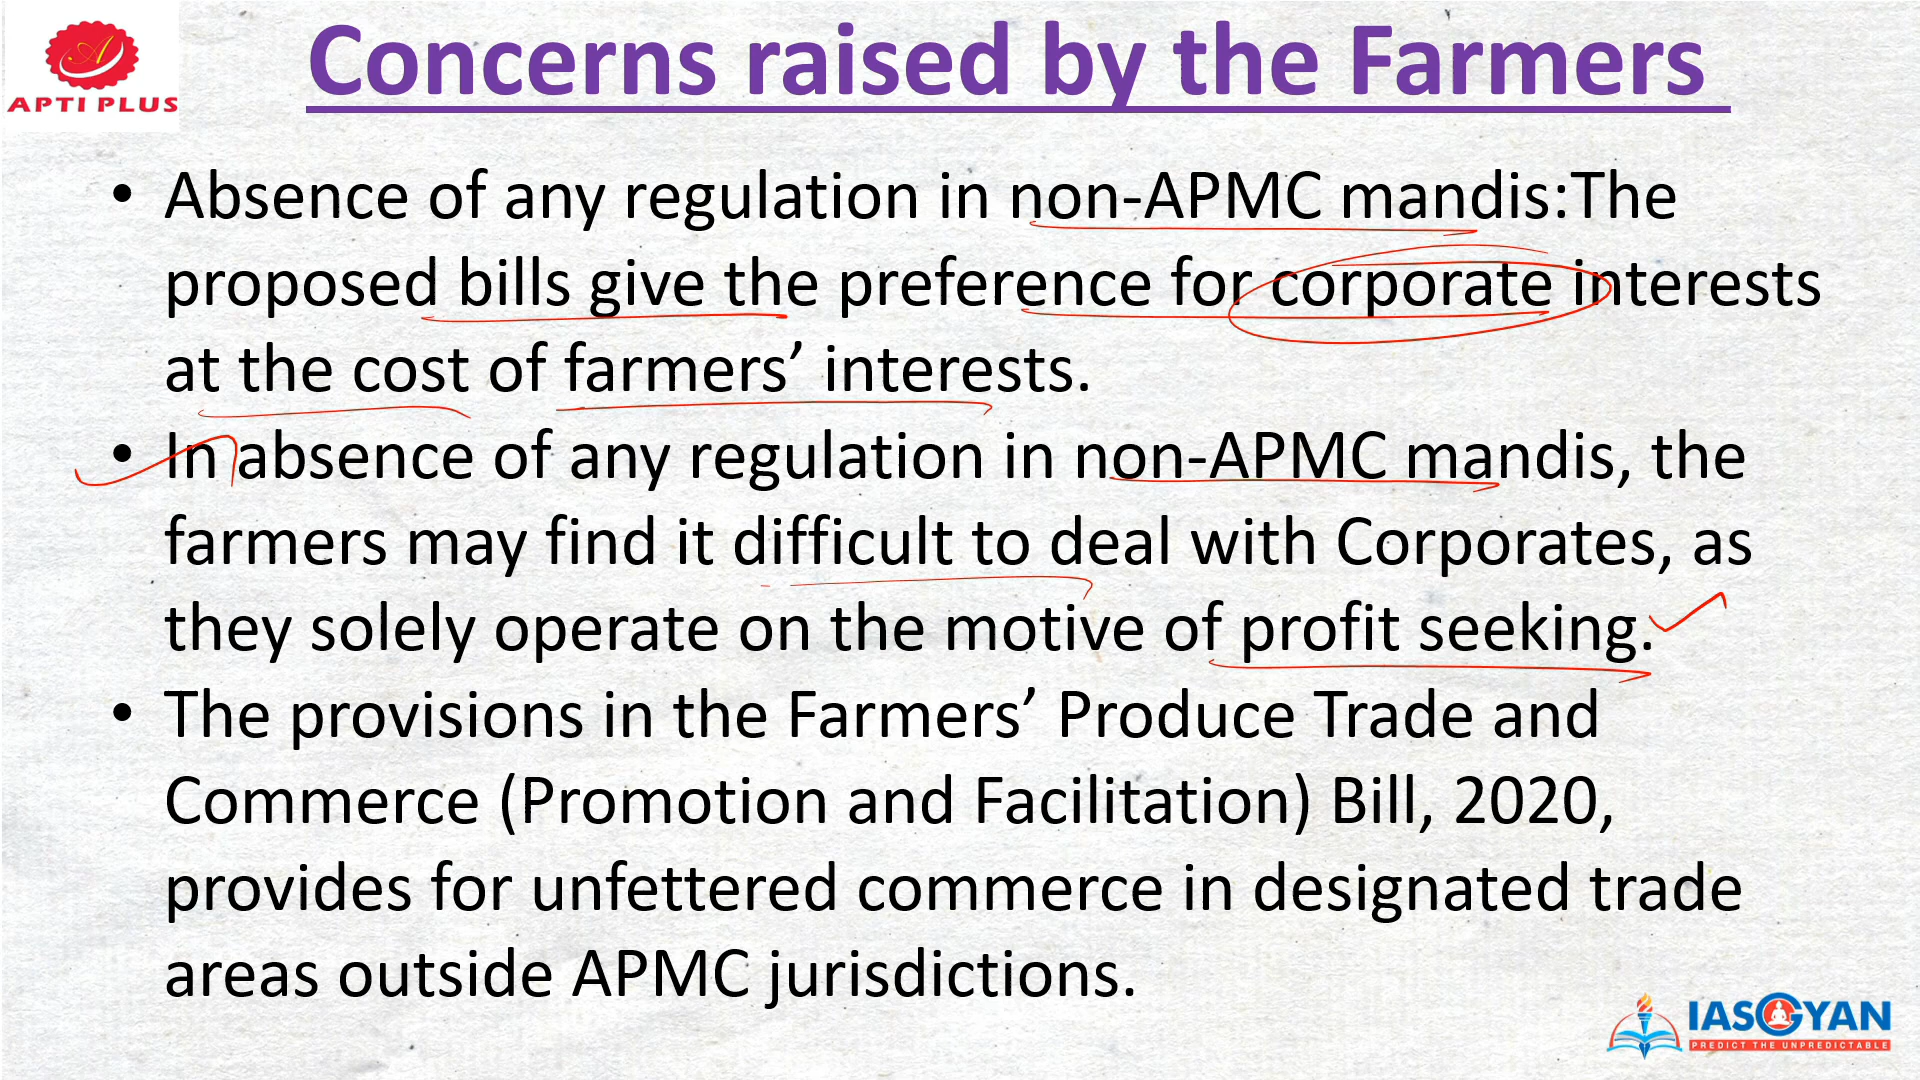 APTI PLUS
Concerns raised by the Farmers
• Absence of any regulation in non-APMC mandis:The
proposed bills give the preference for corporate interests
at the cost of farmers’ interests.
• In absence of any regulation in non-APMC mandis, the
farmers may find it difficult to deal with Corporates, as
they solely operate on the motive of profit seeking.
• The provisions in the Farmers’ Produce Trade and
Commerce (Promotion and Facilitation) Bill, 2020,
provides for unfettered commerce in designated trade
areas outside APMC jurisdictions.
IASGYAN
PREDICT THE UNPREDICTABLE